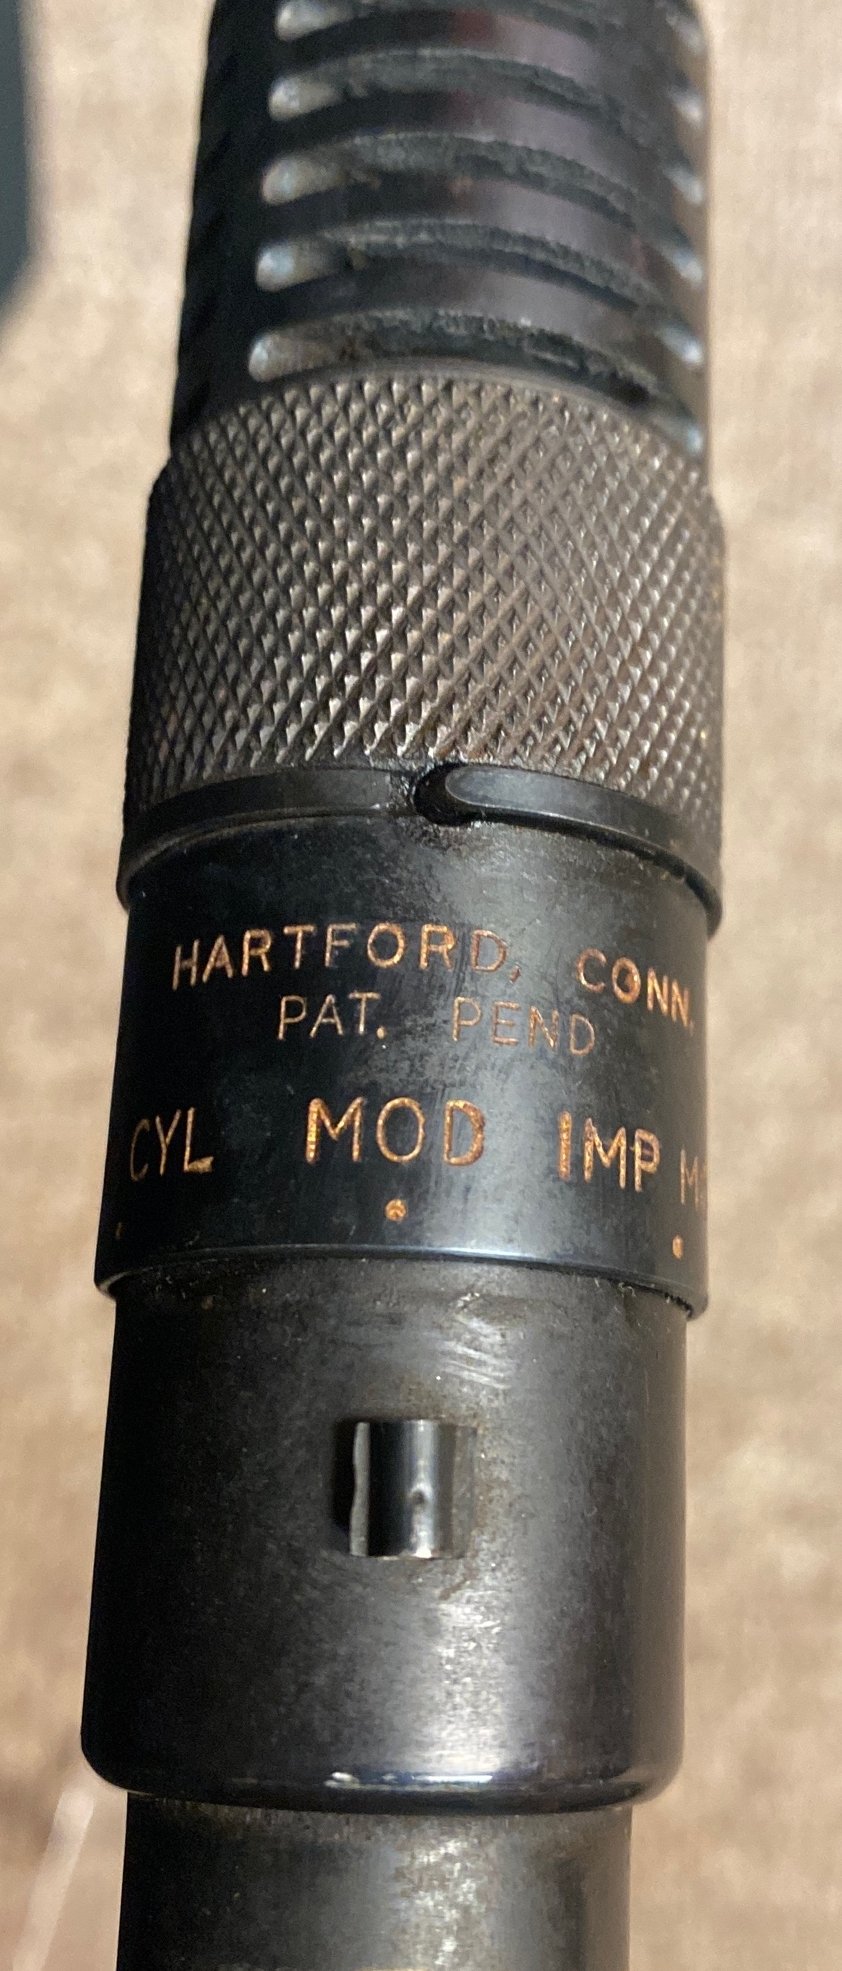 HARTFORD, CONN.
PAT. PEND
CYL MOD IMP